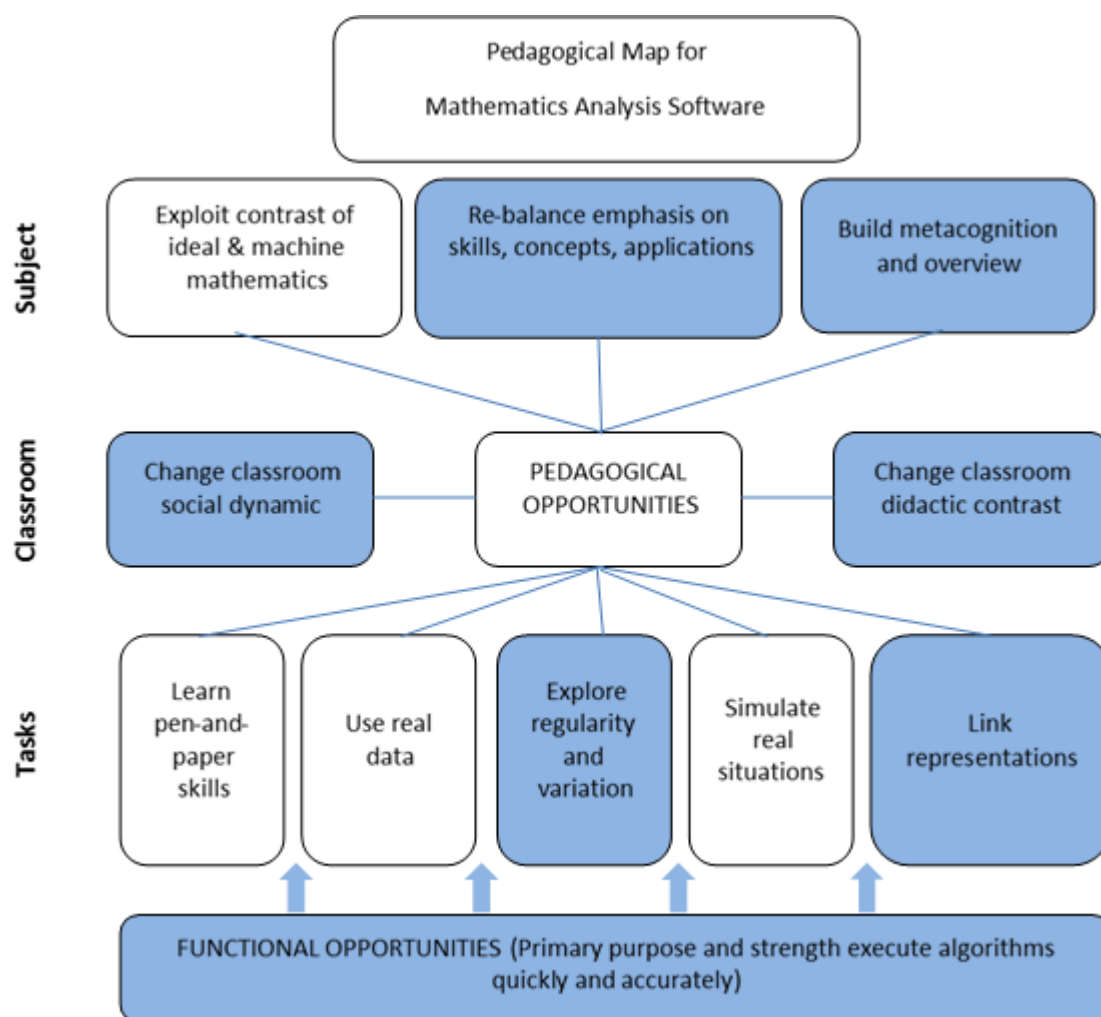 Pedagogical Map for
Mathematics Analysis Software
Subject
Exploit contrast of
ideal & machine
mathematics
Re-balance emphasis on
skills, concepts, applications
Build metacognition
and overview
Classroom
Change classroom
social dynamic
PEDAGOGICAL
OPPORTUNITIES
Change classroom
didactic contrast
Tasks
Learn
pen-and-
paper
skills
Use real
data
Explore
regularity
and
variation
Simulate
real
situations
Link
representations
FUNCTIONAL OPPORTUNITIES (Primary purpose and strength execute algorithms
quickly and accurately)